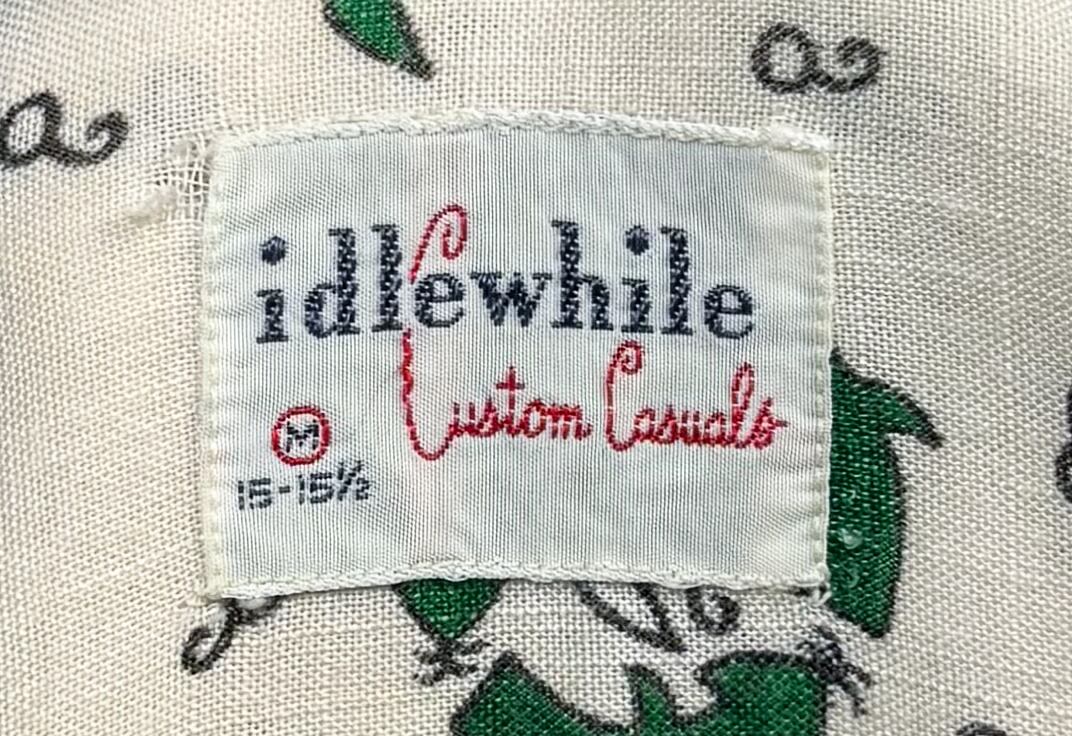 idlewhile
Custom Casuals
M
15-15½